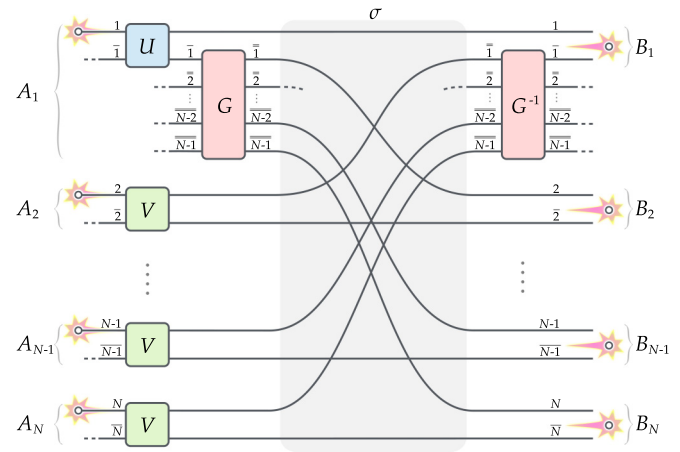 σ
1 U 1 B₁
1̅ 1̅ 1̿ 1̿ 1̅
A₁ 2̿ G 2̿ 2̿ G⁻¹ 2̿
⋮ ⋮ ⋮ ⋮
N̿-̿2̿ N̿-̿2̿ N̿-̿2̿ N̿-̿2̿
N̿-̿1̿ N̿-̿1̿ N̿-̿1̿ N̿-̿1̿
2 2
A₂ V B₂
2̅ 2̅
⋮ ⋮
N-1 N-1
A_{N-1} V B_{N-1}
N̅-̅1̅ N̅-̅1̅
N N
A_N V B_N
N̅ N̅